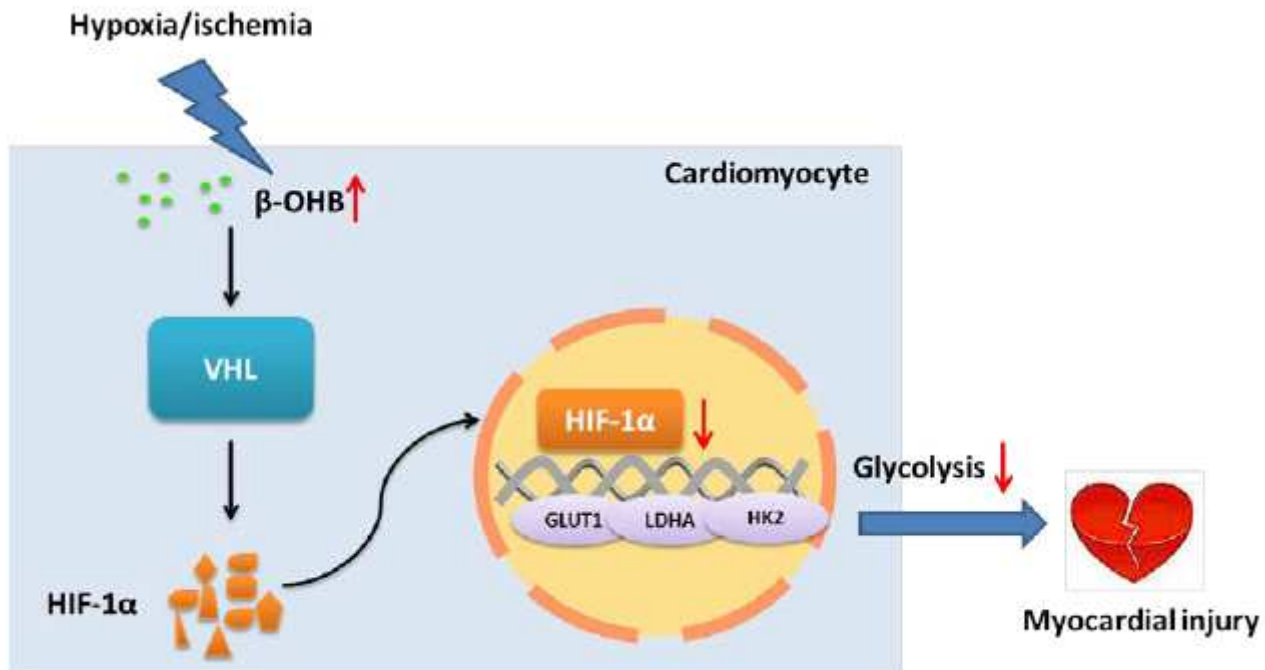 Hypoxia/ischemia
Cardiomyocyte
β-OHB
VHL
HIF-1α
HIF-1α
GLUT1 LDHA HK2
Glycolysis
Myocardial injury